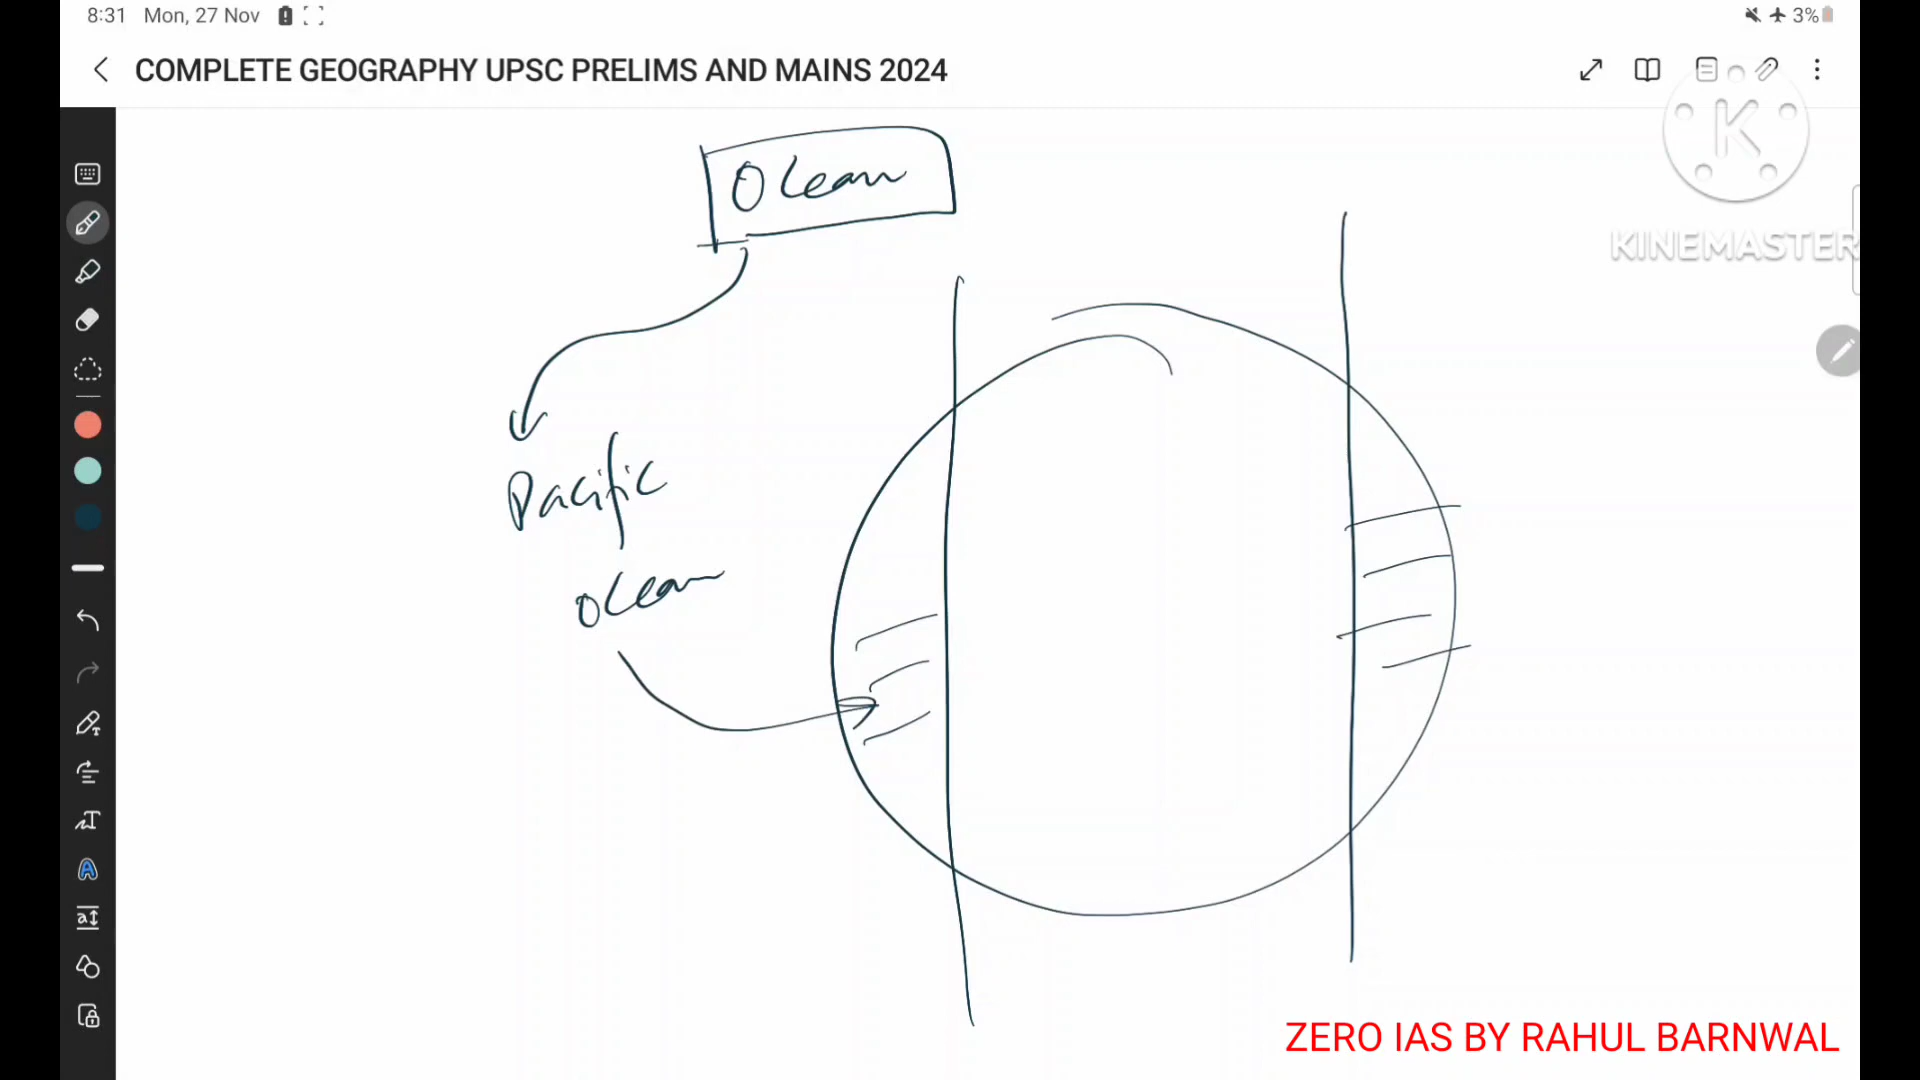 8:31 Mon, 27 Nov
3%
COMPLETE GEOGRAPHY UPSC PRELIMS AND MAINS 2024
K
KINEMASTER
Ocean
Pacific
Ocean
ZERO IAS BY RAHUL BARNWAL